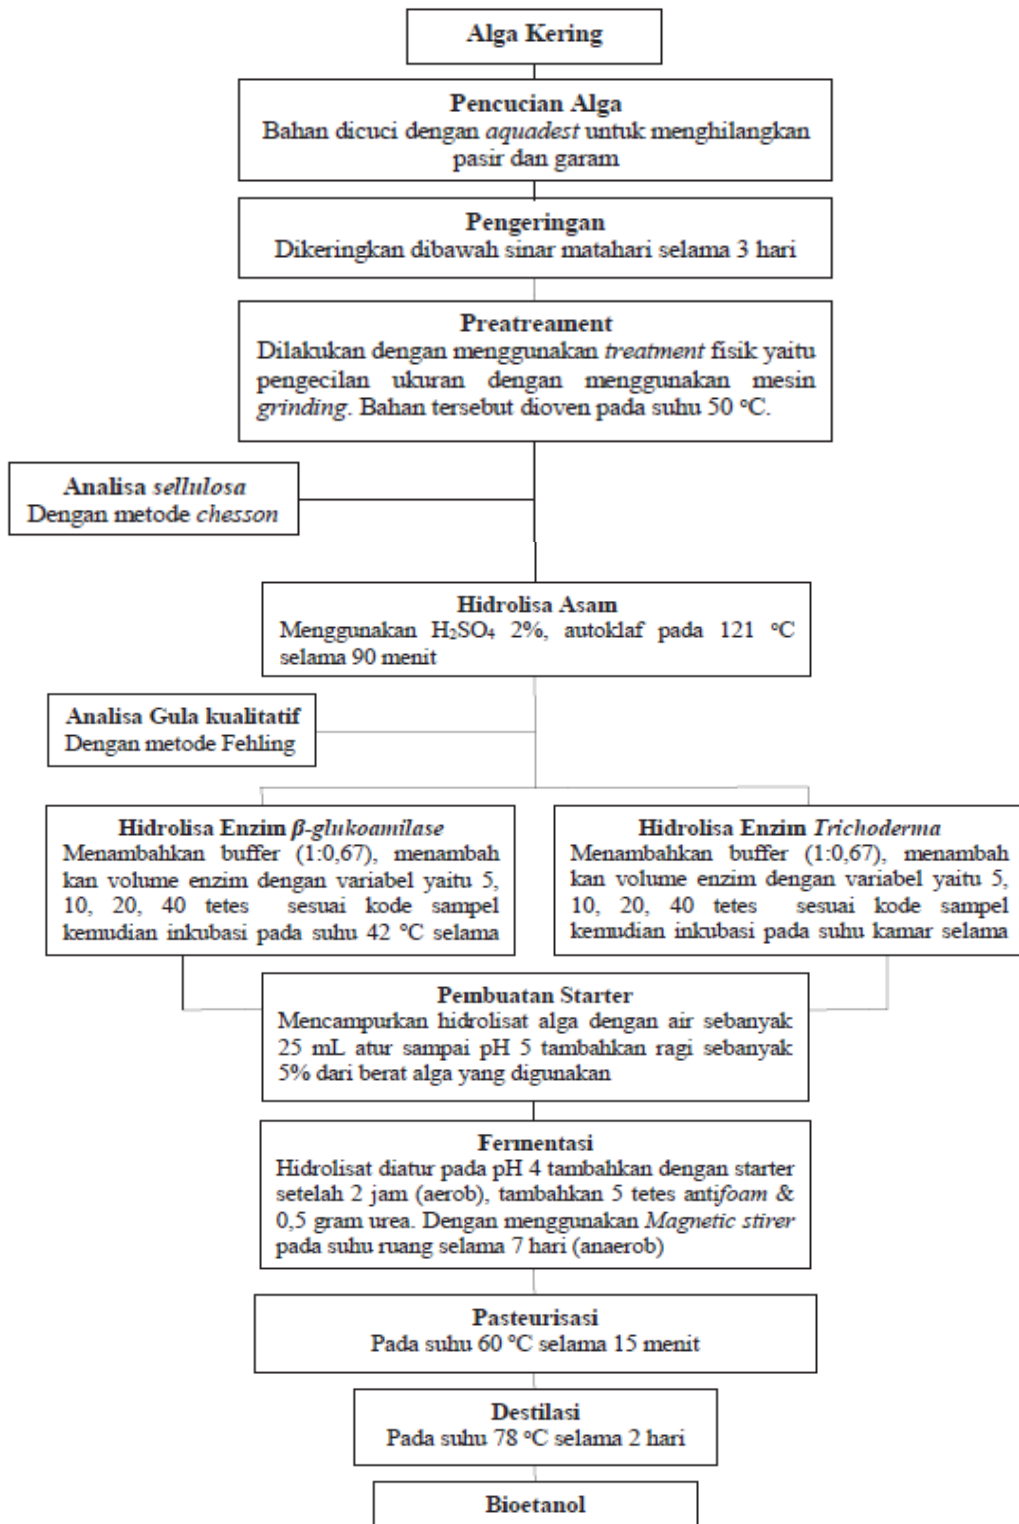 Alga Kering
Pencucian Alga
Bahan dicuci dengan aquadest untuk menghilangkan
pasir dan garam
Pengeringan
Dikeringkan dibawah sinar matahari selama 3 hari
Preatreament
Dilakukan dengan menggunakan treatment fisik yaitu
pengecilan ukuran dengan menggunakan mesin
grinding. Bahan tersebut dioven pada suhu 50 °C.
Analisa sellulosa
Dengan metode chesson
Hidrolisa Asam
Menggunakan H₂SO₄ 2%, autoklaf pada 121 °C
selama 90 menit
Analisa Gula kualitatif
Dengan metode Fehling
Hidrolisa Enzim β-glukoamilase
Menambahkan buffer (1:0,67), menambah
kan volume enzim dengan variabel yaitu 5,
10, 20, 40 tetes sesuai kode sampel
kemudian inkubasi pada suhu 42 °C selama
Hidrolisa Enzim Trichoderma
Menambahkan buffer (1:0,67), menambah
kan volume enzim dengan variabel yaitu 5,
10, 20, 40 tetes sesuai kode sampel
kemudian inkubasi pada suhu kamar selama
Pembuatan Starter
Mencampurkan hidrolisat alga dengan air sebanyak
25 mL atur sampai pH 5 tambahkan ragi sebanyak
5% dari berat alga yang digunakan
Fermentasi
Hidrolisat diatur pada pH 4 tambahkan dengan starter
setelah 2 jam (aerob), tambahkan 5 tetes antifoam &
0,5 gram urea. Dengan menggunakan Magnetic stirer
pada suhu ruang selama 7 hari (anaerob)
Pasteurisasi
Pada suhu 60 °C selama 15 menit
Destilasi
Pada suhu 78 °C selama 2 hari
Bioetanol